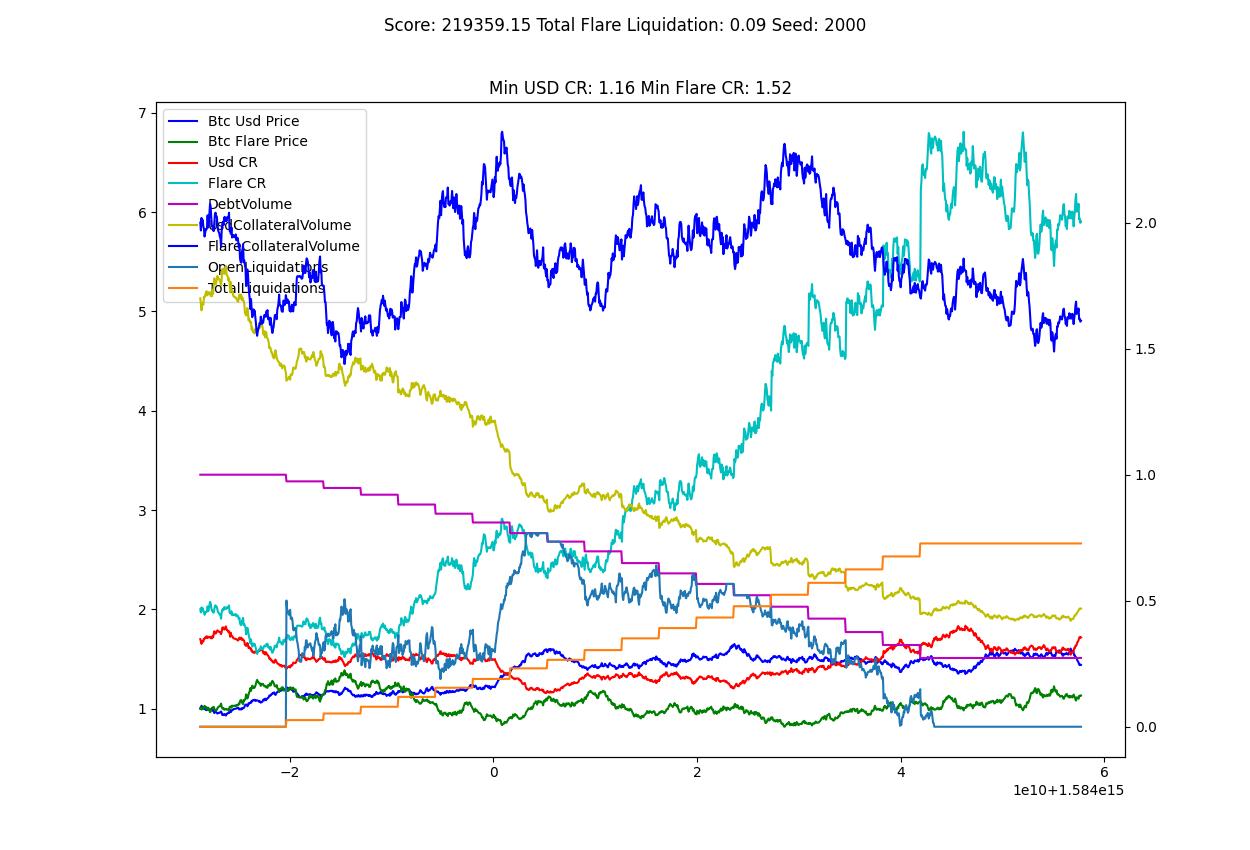 Score: 219359.15 Total Flare Liquidation: 0.09 Seed: 2000
Min USD CR: 1.16 Min Flare CR: 1.52
Btc Usd Price
Btc Flare Price
Usd CR
Flare CR
DebtVolume
UsdCollateralVolume
FlareCollateralVolume
OpenLiquidations
TotalLiquidations
7
6
5
4
3
2
1
2.0
1.5
1.0
0.5
0.0
−2
0
2
4
6
1e10+1.584e15